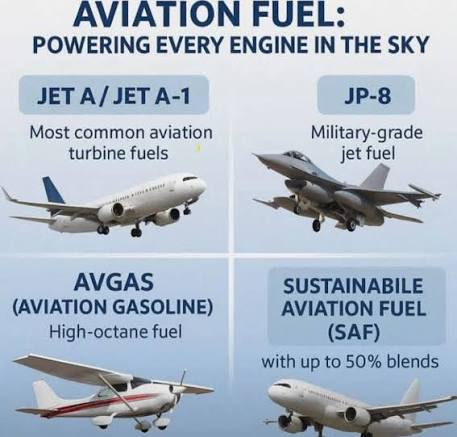 AVIATION FUEL:
POWERING EVERY ENGINE IN THE SKY
JET A / JET A-1
Most common aviation
turbine fuels
JP-8
Military-grade
jet fuel
AVGAS
(AVIATION GASOLINE)
High-octane fuel
SUSTAINABILE
AVIATION FUEL
(SAF)
with up to 50% blends